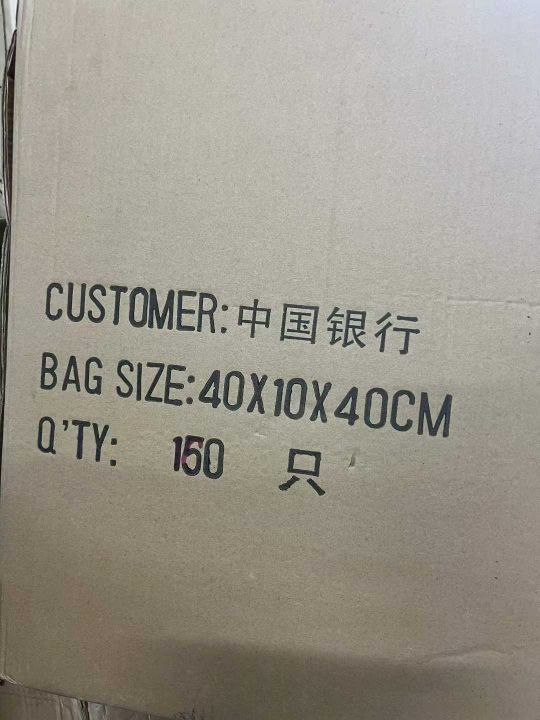 CUSTOMER:中国银行
BAG SIZE:40X10X40CM
Q'TY: 150 只